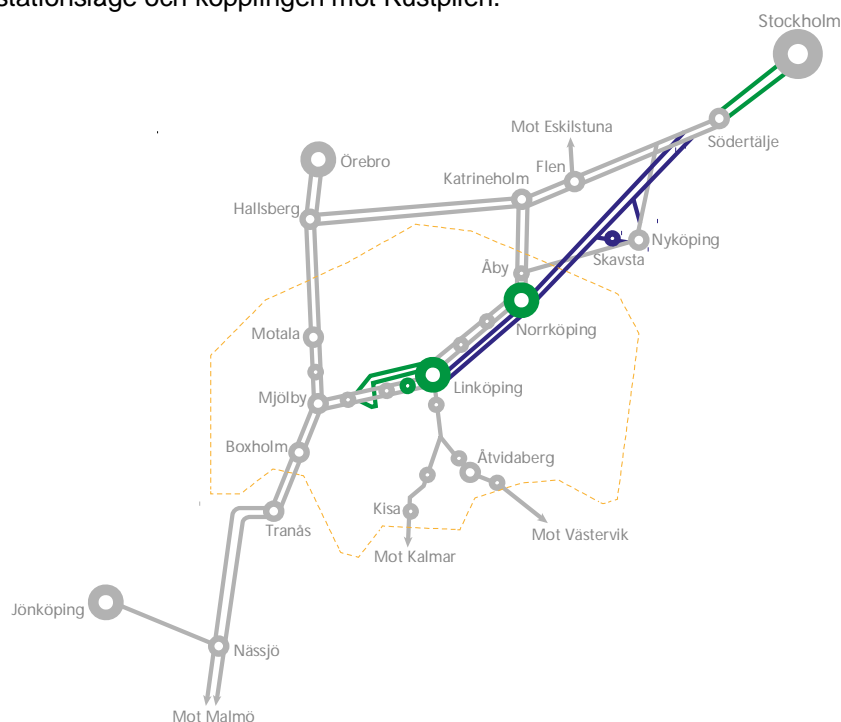 stationsläge och kopplingen mot Kustpilen.
Stockholm
Mot Eskilstuna
Södertälje
Örebro
Flen
Katrineholm
Hallsberg
Nyköping
Skavsta
Åby
Norrköping
Motala
Linköping
Mjölby
Boxholm
Åtvidaberg
Kisa
Tranås
Mot Västervik
Mot Kalmar
Jönköping
Nässjö
Mot Malmö